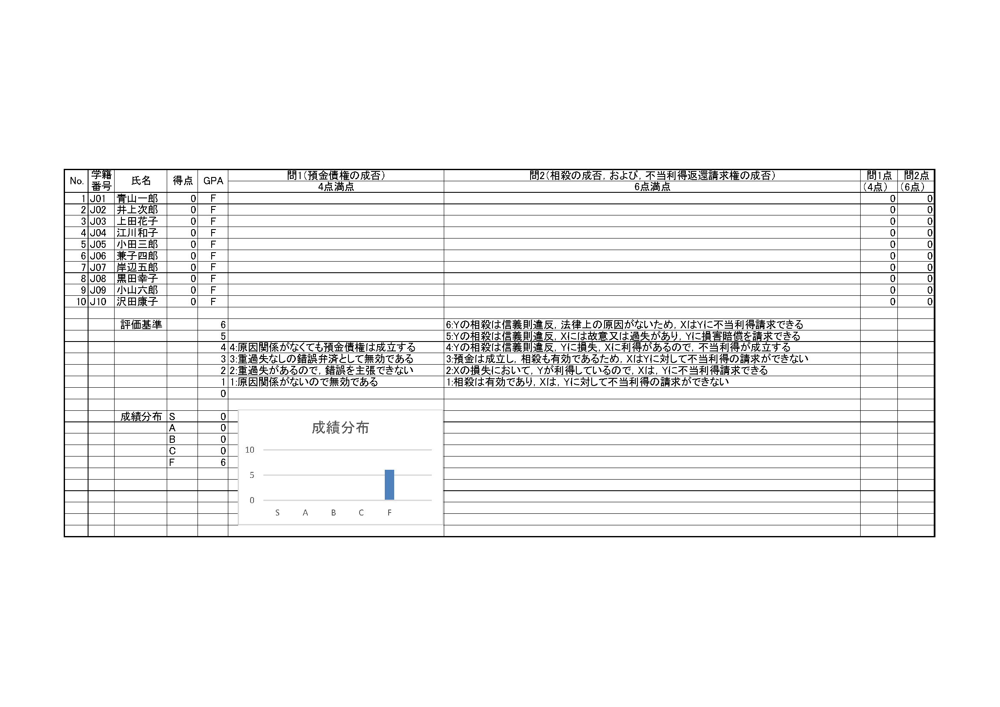 No. 学籍番号 氏名 得点 GPA 問1（預金債権の成否） 問2（相殺の成否，および，不当利得返還請求権の成否） 問1点 問2点
4点満点 6点満点 （4点） （6点）
1 J01 青山一郎 0 F 0 0
2 J02 井上次郎 0 F 0 0
3 J03 上田花子 0 F 0 0
4 J04 江川和子 0 F 0 0
5 J05 小田三郎 0 F 0 0
6 J06 兼子四郎 0 F 0 0
7 J07 岸辺五郎 0 F 0 0
8 J08 黒田幸子 0 F 0 0
9 J09 小山六郎 0 F 0 0
10 J10 沢田康子 0 F 0 0
評価基準 6 6:Yの相殺は信義則違反，法律上の原因がないため，XはYに不当利得請求できる
5 5:Yの相殺は信義則違反，Xには故意又は過失があり，Yに損害賠償を請求できる
4 4:原因関係がなくても預金債権は成立する 4:Yの相殺は信義則違反，Yに損失，Xに利得があるので，不当利得が成立する
3 3:重過失なしの錯誤弁済として無効である 3:預金は成立し，相殺も有効であるため，XはYに対して不当利得の請求ができない
2 2:重過失があるので，錯誤を主張できない 2:Xの損失において，Yが利得しているので，Xは，Yに不当利得請求できる
1 1:原因関係がないので無効である 1:相殺は有効であり，Xは，Yに対して不当利得の請求ができない
0
成績分布 S 0
A 0
B 0
C 0
F 6
成績分布
10
5
0
S A B C F